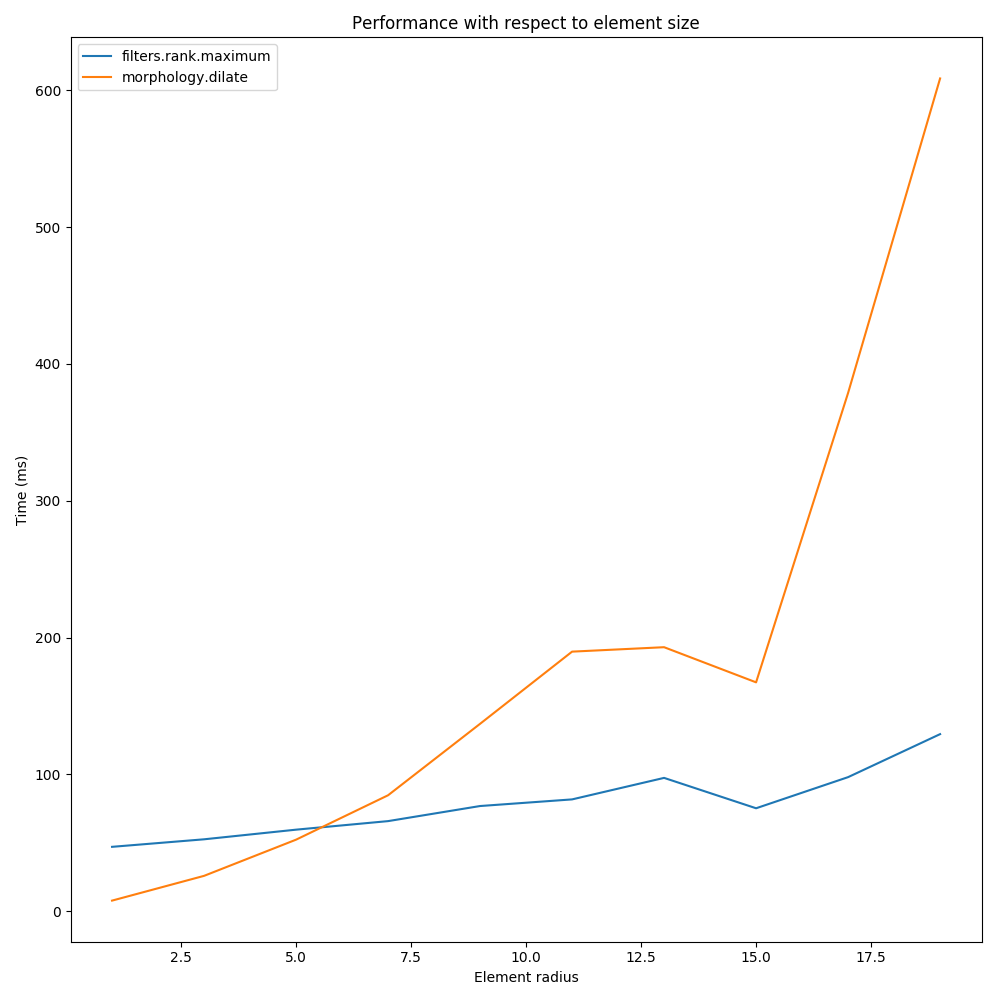 Performance with respect to element size
filters.rank.maximum
morphology.dilate
600
500
400
300
200
100
0
Time (ms)
2.5
5.0
7.5
10.0
12.5
15.0
17.5
Element radius